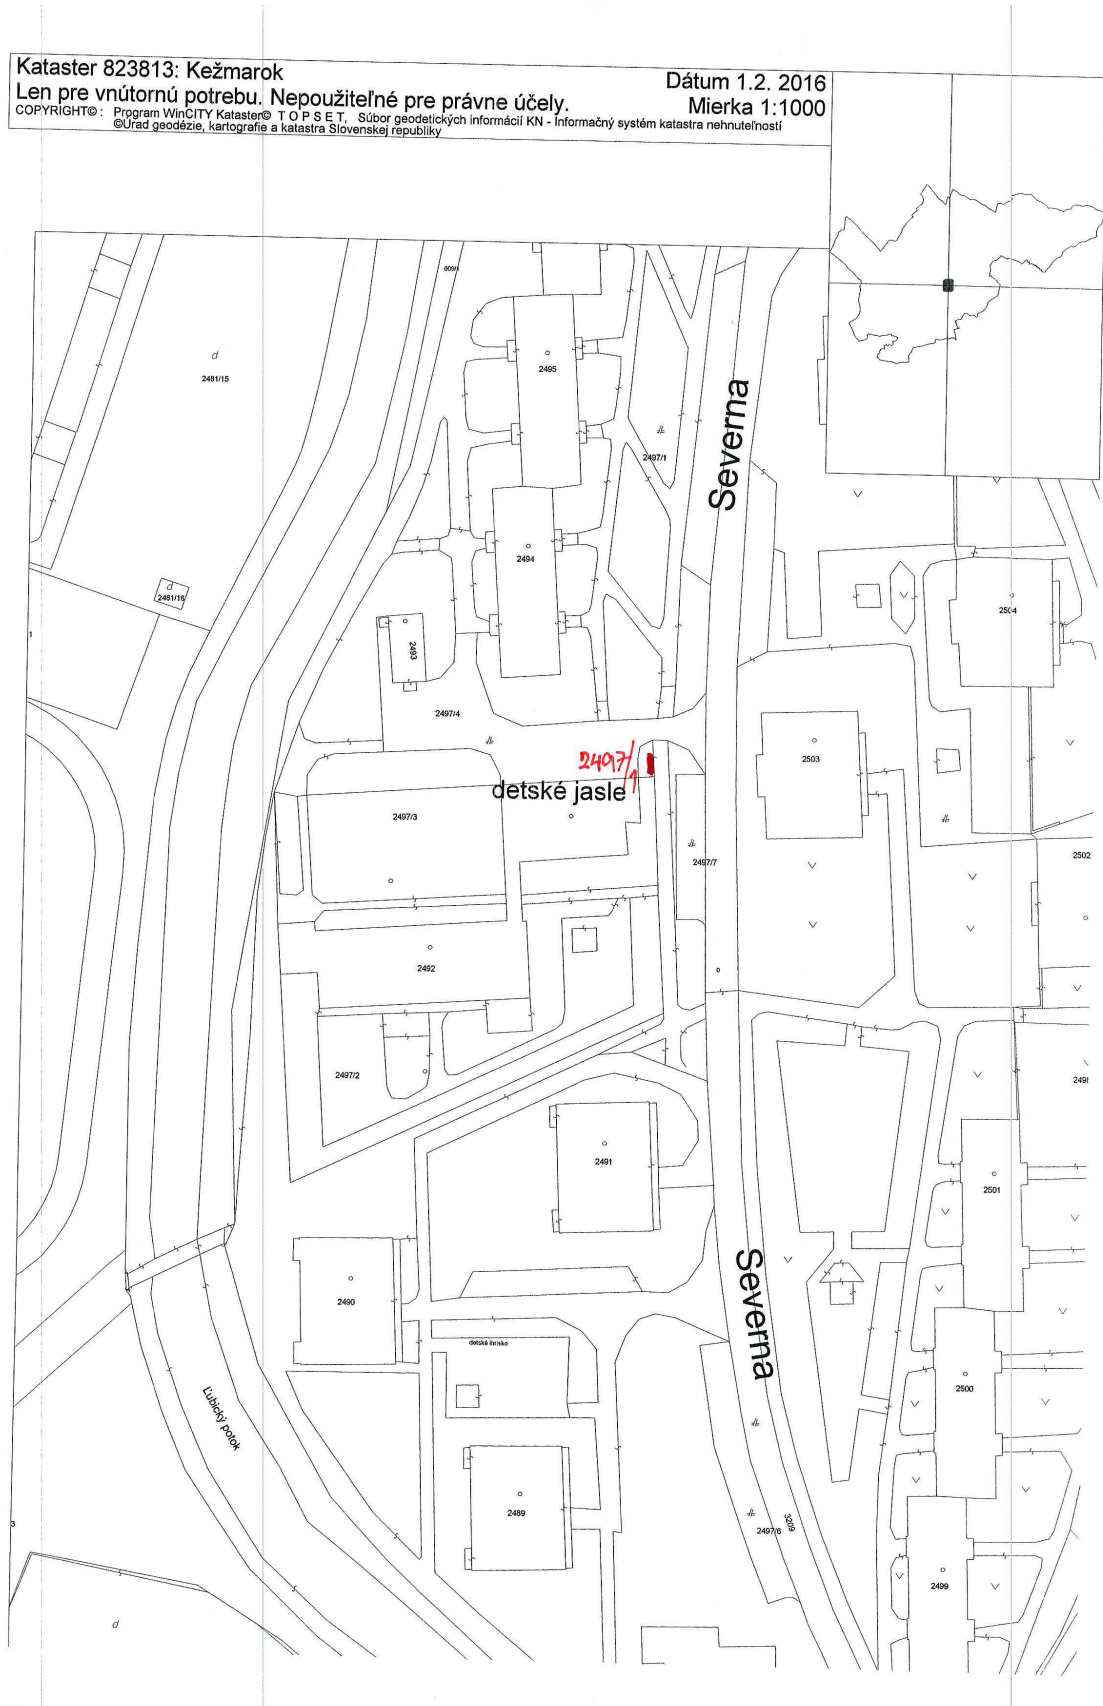 Kataster 823813: Kežmarok
Dátum 1.2. 2016
Len pre vnútornú potrebu. Nepoužiteľné pre právne účely.
Mierka 1:1000
COPYRIGHT© : Program WinCITY Kataster© T O P S E T, Súbor geodetických informácií KN - Informačný systém katastra nehnuteľností
©Úrad geodézie, kartografie a katastra Slovenskej republiky
d
2481/15
2495
2497/1
Severna
2494
d
2481/16
1
2493
2504
2497/4
2497/1
detské jasle
2503
2497/3
2497/7
2502
2492
2497/2
2491
2501
2490
Severna
detské ihrisko
2500
Ľubický potok
2489
2497/6
3209
3
2499
d